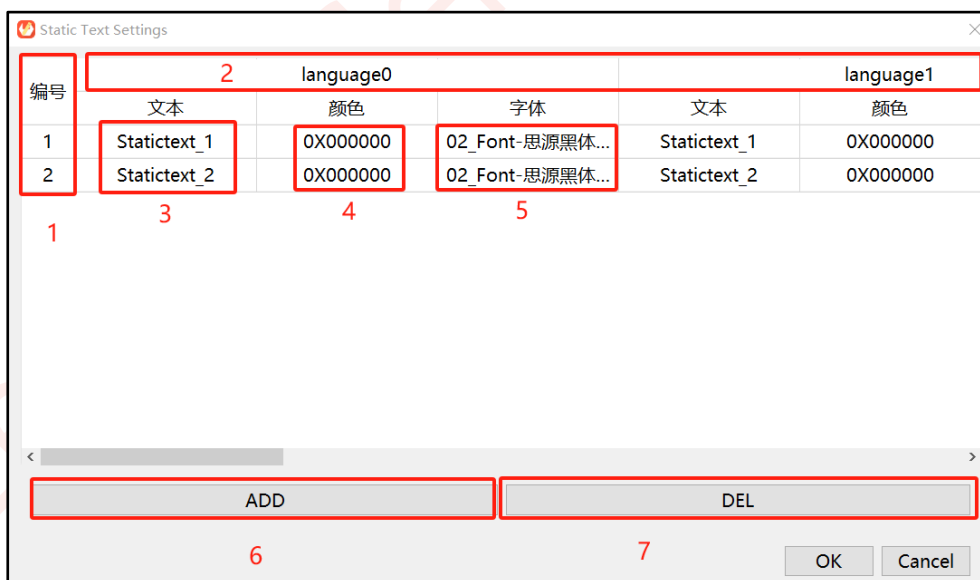 Static Text Settings
编号 2 language0 language1
文本 颜色 字体 文本 颜色
1 Statictext_1 0X000000 02_Font-思源黑体... Statictext_1 0X000000
2 Statictext_2 0X000000 02_Font-思源黑体... Statictext_2 0X000000
1 3 4 5
ADD DEL
6 7
OK Cancel